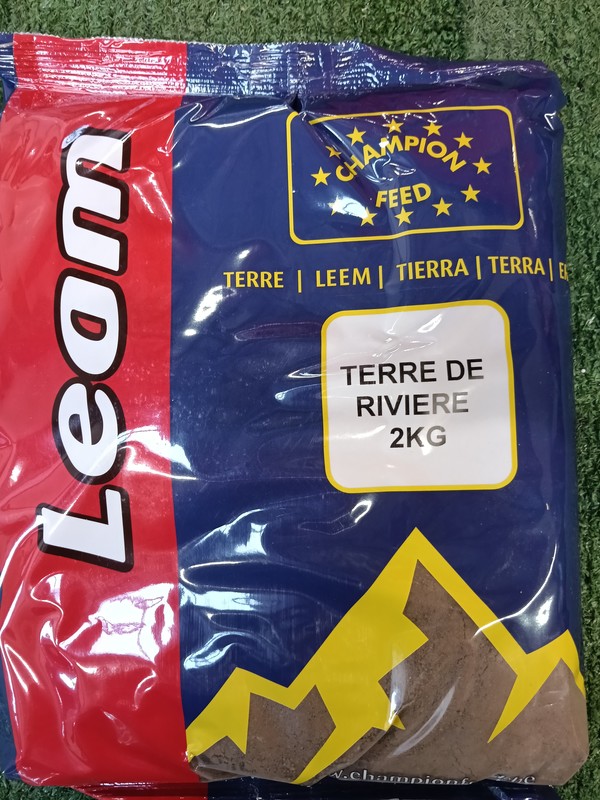 Leam
CHAMPION
FEED
TERRE | LEEM | TIERRA | TERRA |
TERRE DE
RIVIERE
2KG